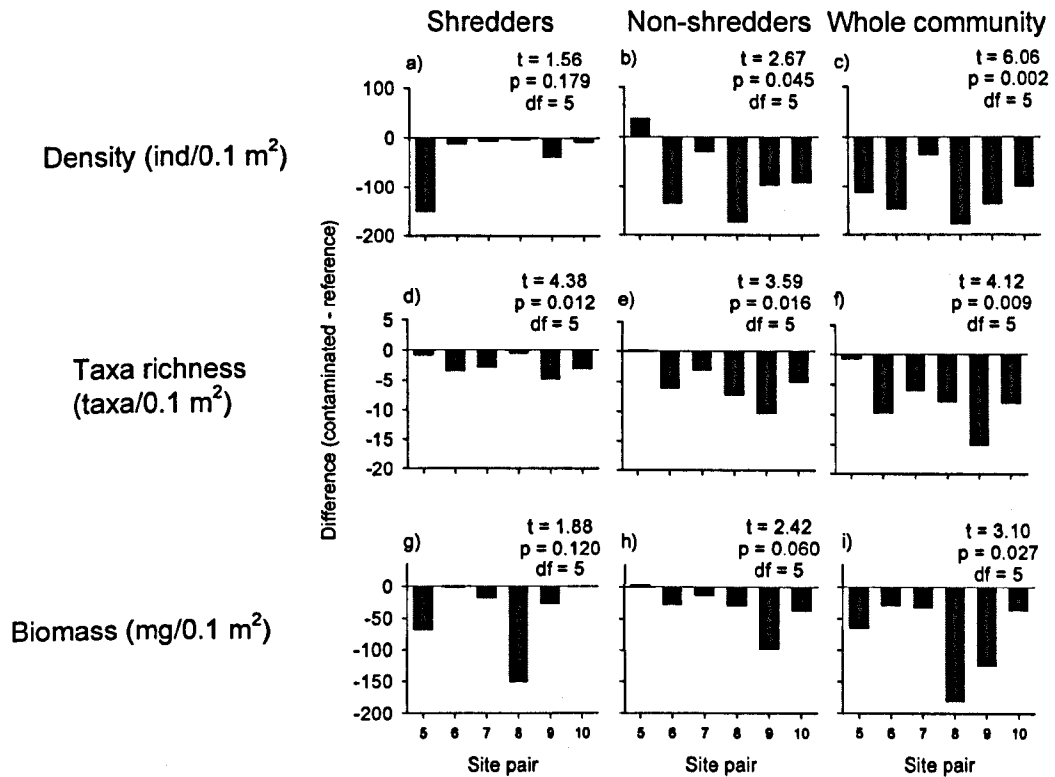 Shredders
Non-shredders
Whole community
Density (ind/0.1 m²)
Difference (contaminated - reference)
a)
t = 1.56
p = 0.179
df = 5
100
0
-100
-200
b)
t = 2.67
p = 0.045
df = 5
c)
t = 6.06
p = 0.002
df = 5
Taxa richness
(taxa/0.1 m²)
d)
t = 4.38
p = 0.012
df = 5
5
0
-5
-10
-15
-20
e)
t = 3.59
p = 0.016
df = 5
f)
t = 4.12
p = 0.009
df = 5
Biomass (mg/0.1 m²)
g)
t = 1.88
p = 0.120
df = 5
0
-50
-100
-150
-200
h)
t = 2.42
p = 0.060
df = 5
i)
t = 3.10
p = 0.027
df = 5
5 6 7 8 9 10
5 6 7 8 9 10
5 6 7 8 9 10
Site pair
Site pair
Site pair